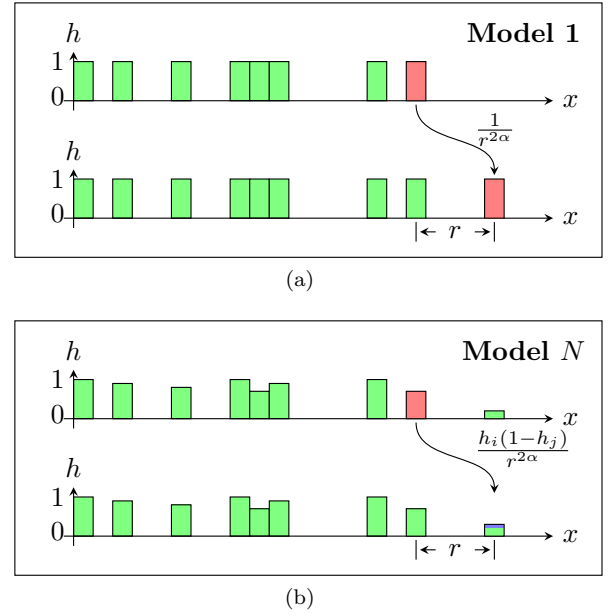 h
Model 1
1
0
x
1/r^{2α}
1
0
x
r
(a)
h
Model N
1
0
x
h_i(1−h_j)/r^{2α}
1
0
x
r
(b)